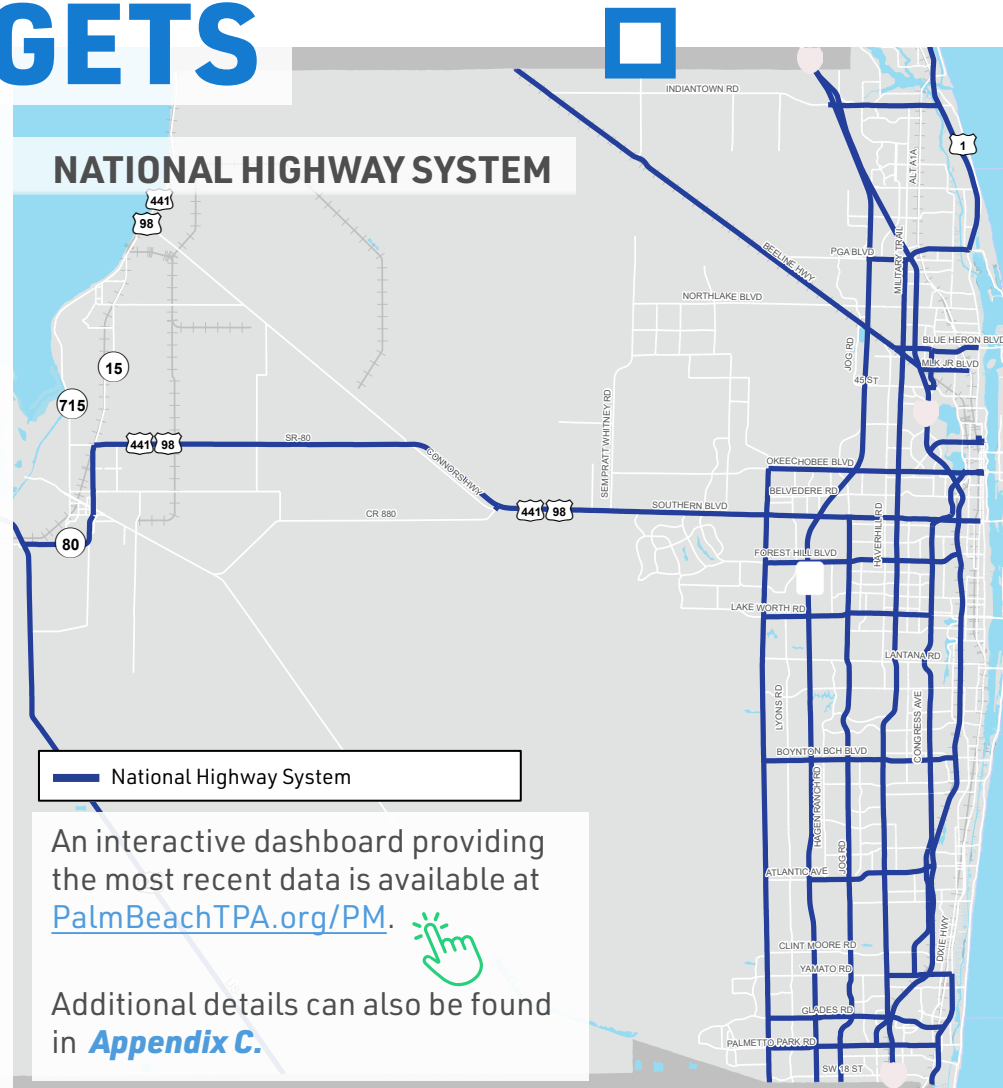 GETS
NATIONAL HIGHWAY SYSTEM
INDIANTOWN RD
1
ALT A1A
441
98
BEELINE HWY
PGA BLVD
MILITARY TRAIL
NORTHLAKE BLVD
BLUE HERON BLVD
JOG RD
MLK JR BLVD
15
45 ST
715
SEM PRATT WHITNEY RD
441 98
SR-80
CONNORS HWY
OKEECHOBEE BLVD
BELVEDERE RD
441 98
SOUTHERN BLVD
CR 880
HAVERHILL RD
80
FOREST HILL BLVD
LAKE WORTH RD
LANTANA RD
LYONS RD
CONGRESS AVE
BOYNTON BCH BLVD
HAGEN RANCH RD
JOG RD
ATLANTIC AVE
DIXIE HWY
CLINT MOORE RD
YAMATO RD
GLADES RD
PALMETTO PARK RD
SW 18 ST
National Highway System
An interactive dashboard providing
the most recent data is available at
PalmBeachTPA.org/PM.
Additional details can also be found
in Appendix C.